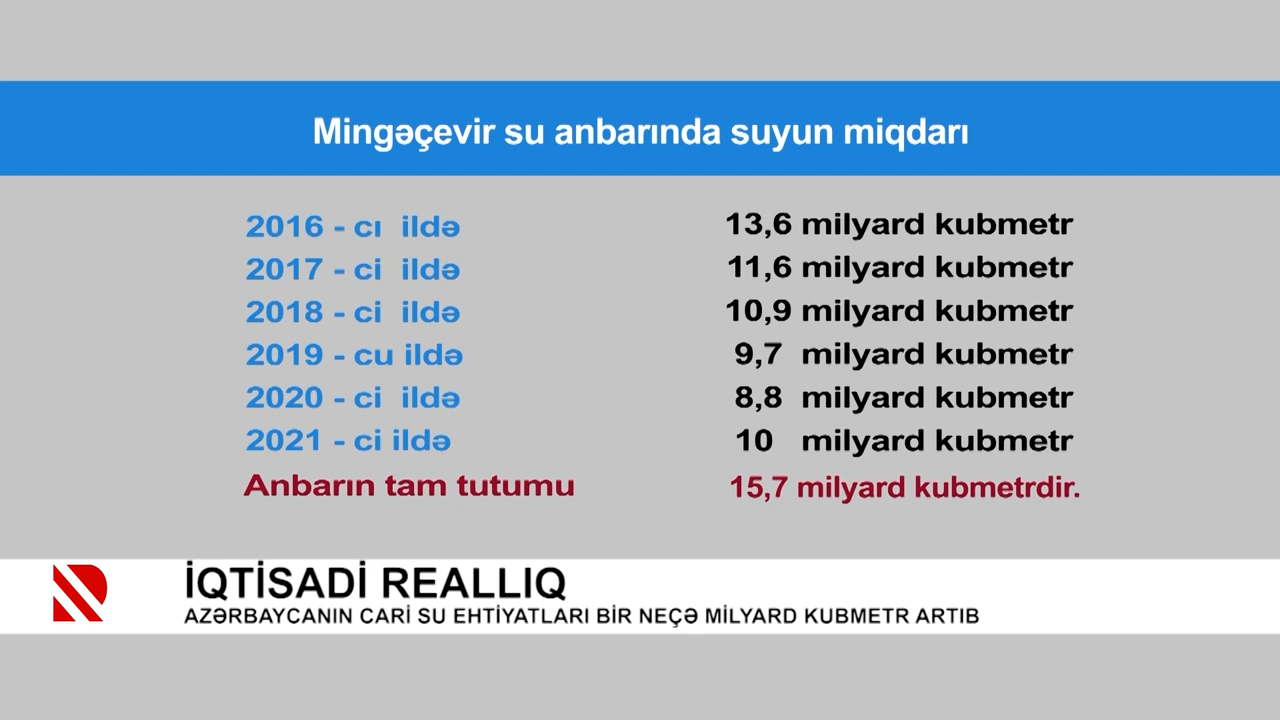 Mingəçevir su anbarında suyun miqdarı
2016 - cı ildə 13,6 milyard kubmetr
2017 - ci ildə 11,6 milyard kubmetr
2018 - ci ildə 10,9 milyard kubmetr
2019 - cu ildə 9,7 milyard kubmetr
2020 - ci ildə 8,8 milyard kubmetr
2021 - ci ildə 10 milyard kubmetr
Anbarın tam tutumu 15,7 milyard kubmetrdir.
İQTİSADİ REALLIQ
AZƏRBAYCANIN CARİ SU EHTİYATLARI BİR NEÇƏ MİLYARD KUBMETR ARTIB